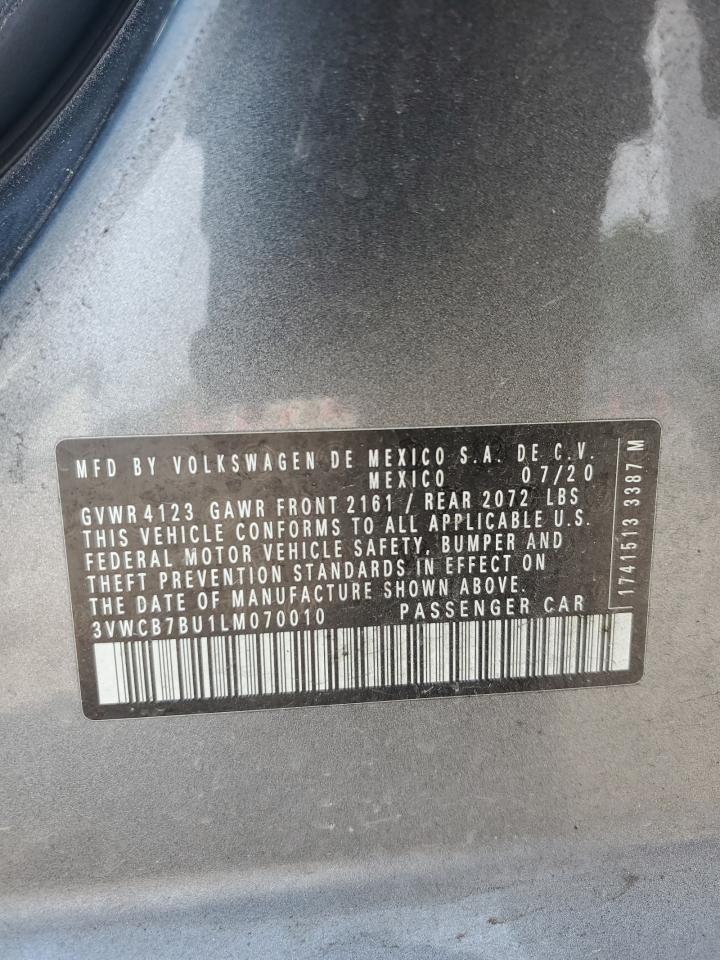 MFD BY VOLKSWAGEN DE MEXICO S.A. DE C.V.
MEXICO 07/20
GVWR 4123 GAWR FRONT 2161 / REAR 2072 LBS
THIS VEHICLE CONFORMS TO ALL APPLICABLE U.S.
FEDERAL MOTOR VEHICLE SAFETY, BUMPER AND
THEFT PREVENTION STANDARDS IN EFFECT ON
THE DATE OF MANUFACTURE SHOWN ABOVE.
3VWCB7BU1LM070010 PASSENGER CAR
1741513 3387 M